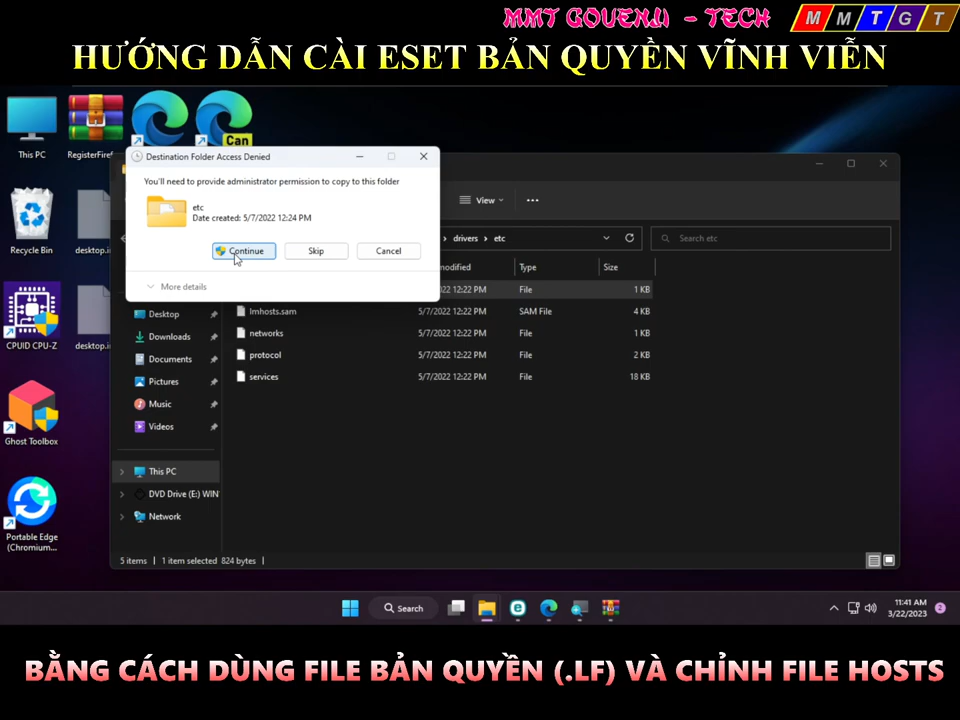 MMT GOUENJI - TECH
M M T G T
HƯỚNG DẪN CÀI ESET BẢN QUYỀN VĨNH VIỄN
This PC
RegisterFiref
Can
Destination Folder Access Denied
You'll need to provide administrator permission to copy to this folder
etc
Date created: 5/7/2022 12:24 PM
Continue
Skip
Cancel
More details
View
drivers > etc
Search etc
Type
Size
12:22 PM
File
1 KB
lmhosts.sam
5/7/2022 12:22 PM
SAM File
4 KB
networks
5/7/2022 12:22 PM
File
1 KB
protocol
5/7/2022 12:22 PM
File
2 KB
services
5/7/2022 12:22 PM
File
18 KB
Recycle Bin
desktop.i
CPUID CPU-Z
desktop.i
Ghost Toolbox
Portable Edge
(Chromium...
Desktop
Downloads
Documents
Pictures
Music
Videos
This PC
DVD Drive (E:) WIN
Network
5 items
1 item selected 824 bytes
Search
11:41 AM
3/22/2023
2
BẰNG CÁCH DÙNG FILE BẢN QUYỀN (.LF) VÀ CHỈNH FILE HOSTS